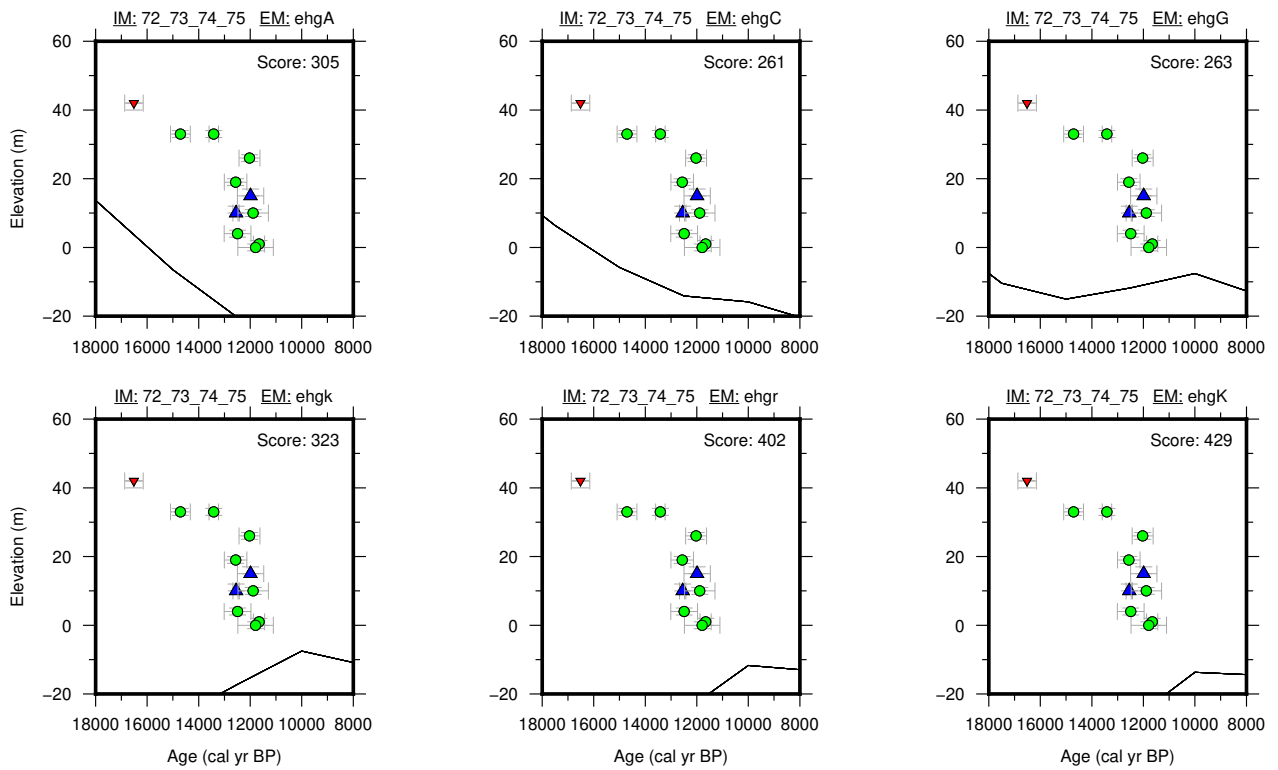 IM: 72_73_74_75 EM: ehgA
IM: 72_73_74_75 EM: ehgC
IM: 72_73_74_75 EM: ehgG
Score: 305
Score: 261
Score: 263
Elevation (m)
60
40
20
0
−20
18000 16000 14000 12000 10000 8000
60
40
20
0
−20
18000 16000 14000 12000 10000 8000
60
40
20
0
−20
18000 16000 14000 12000 10000 8000
IM: 72_73_74_75 EM: ehgk
IM: 72_73_74_75 EM: ehgr
IM: 72_73_74_75 EM: ehgK
Score: 323
Score: 402
Score: 429
Elevation (m)
60
40
20
0
−20
18000 16000 14000 12000 10000 8000
Age (cal yr BP)
60
40
20
0
−20
18000 16000 14000 12000 10000 8000
Age (cal yr BP)
60
40
20
0
−20
18000 16000 14000 12000 10000 8000
Age (cal yr BP)